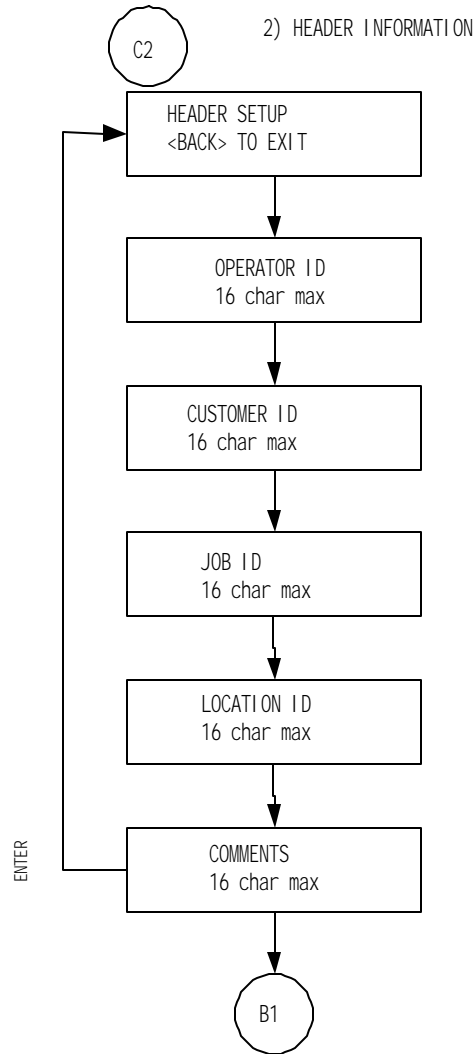 2) HEADER INFORMATION
C2
HEADER SETUP
<BACK> TO EXIT
OPERATOR ID
16 char max
CUSTOMER ID
16 char max
JOB ID
16 char max
LOCATION ID
16 char max
COMMENTS
16 char max
ENTER
B1